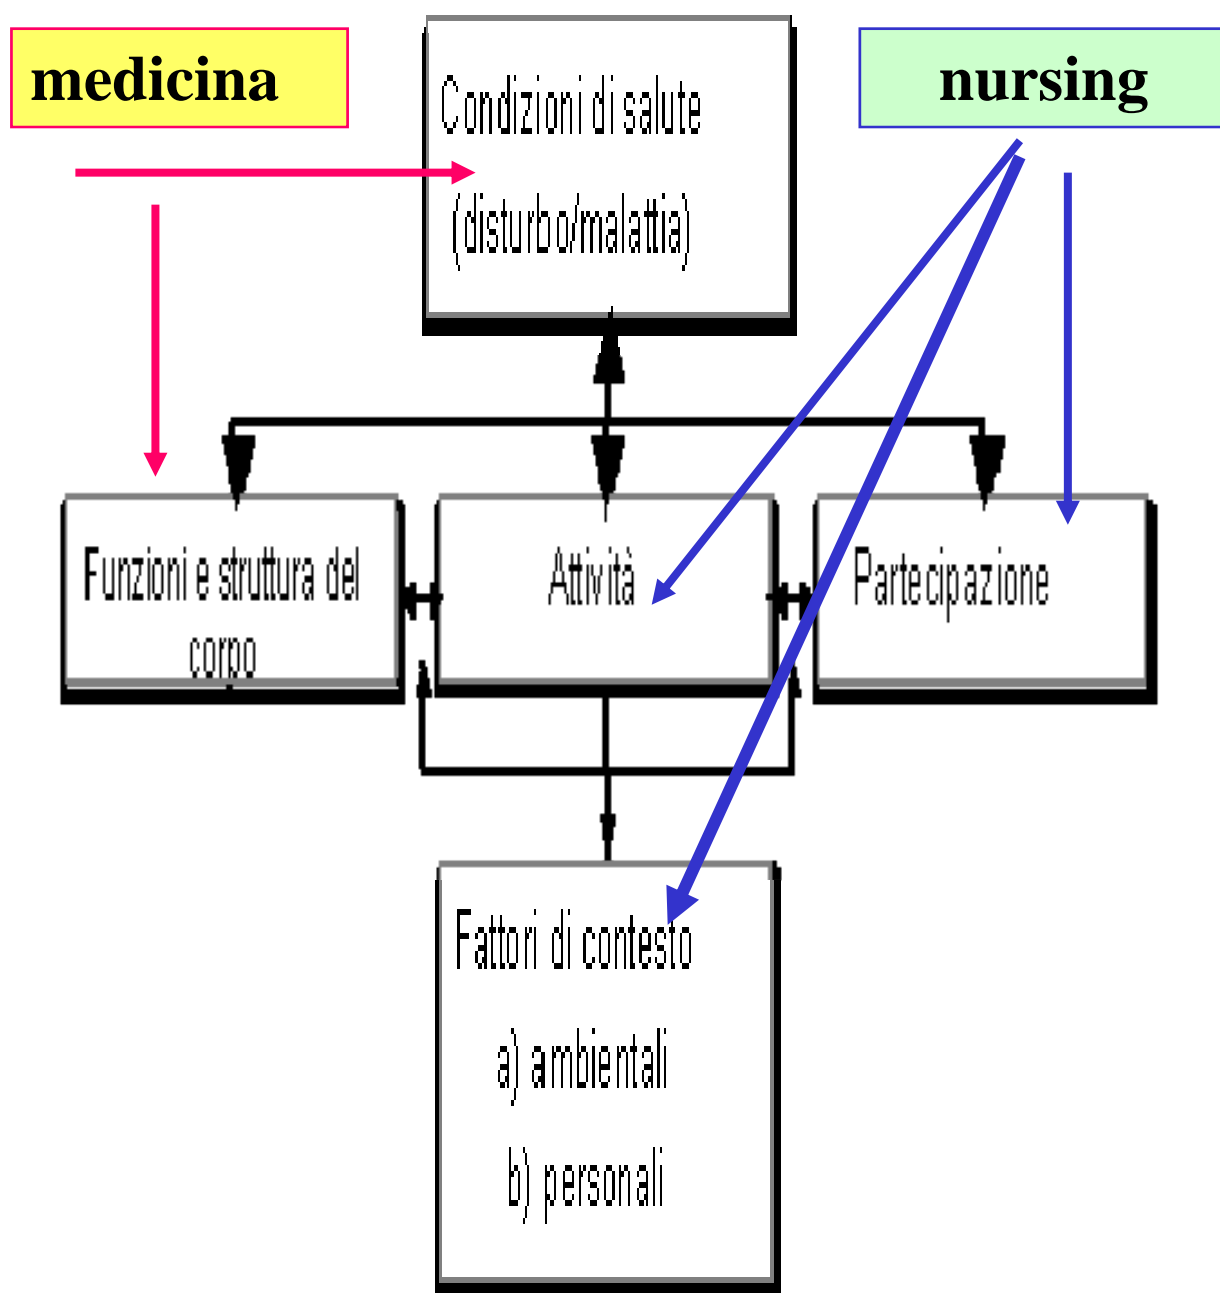 medicina
nursing
Condizioni di salute
(disturbo/malattia)
Funzioni e struttura del
corpo
Attività
Partecipazione
Fattori di contesto
a) ambientali
b) personali